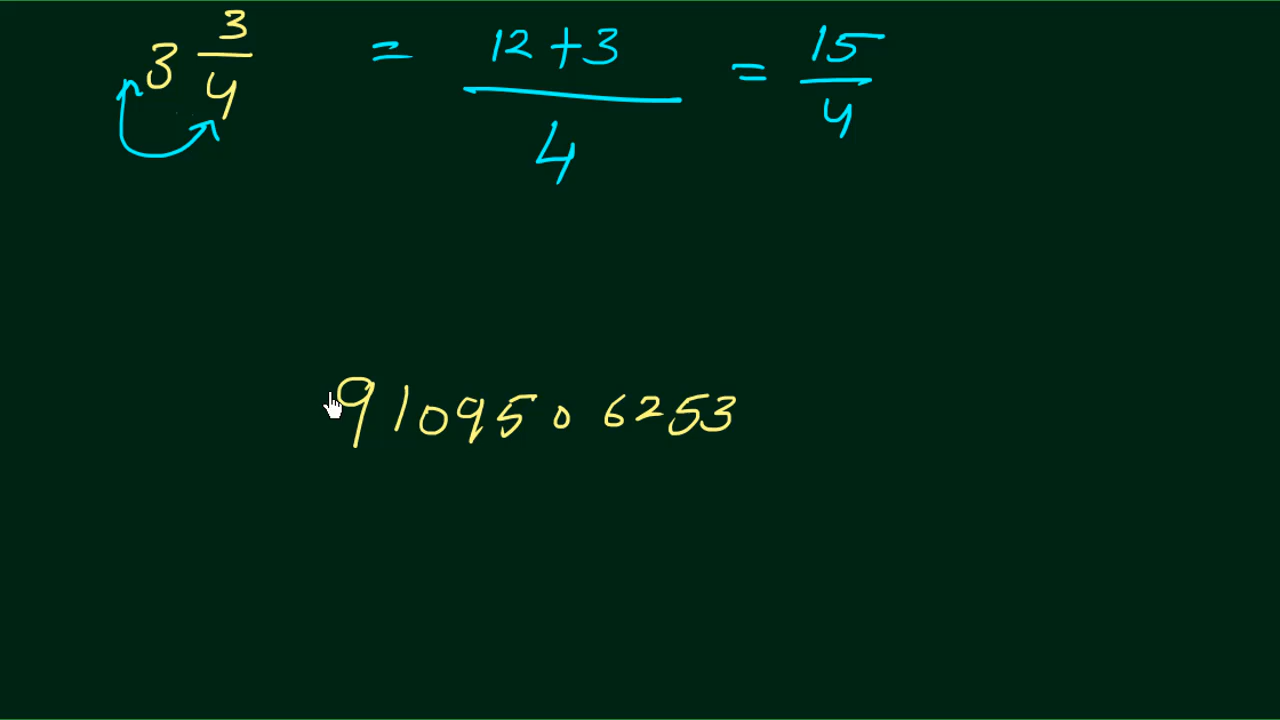 3 3/4 = 12+3/4 = 15/4
9109506253